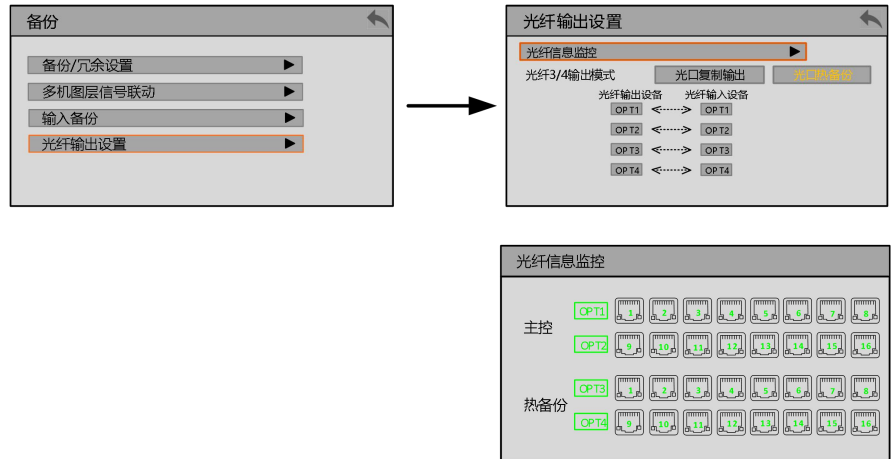 备份
备份/冗余设置
多机图层信号联动
输入备份
光纤输出设置
光纤输出设置
光纤信息监控
光纤3/4输出模式 光口复制输出 光口热备份
光纤输出设备 光纤输入设备
OPT1 OPT1
OPT2 OPT2
OPT3 OPT3
OPT4 OPT4
光纤信息监控
主控
OPT1 1 2 3 4 5 6 7 8
OPT2 9 10 11 12 13 14 15 16
热备份
OPT3 1 2 3 4 5 6 7 8
OPT4 9 10 11 12 13 14 15 16